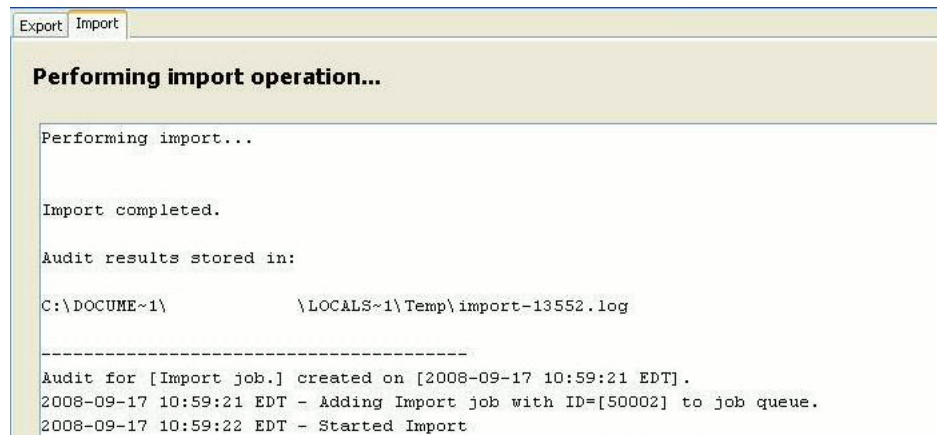 Export Import
Performing import operation...
Performing import...
Import completed.
Audit results stored in:
C:\DOCUME~1\ \LOCALS~1\Temp\import-13552.log
----------------------------------------
Audit for [Import job.] created on [2008-09-17 10:59:21 EDT].
2008-09-17 10:59:21 EDT - Adding Import job with ID=[50002] to job queue.
2008-09-17 10:59:22 EDT - Started Import